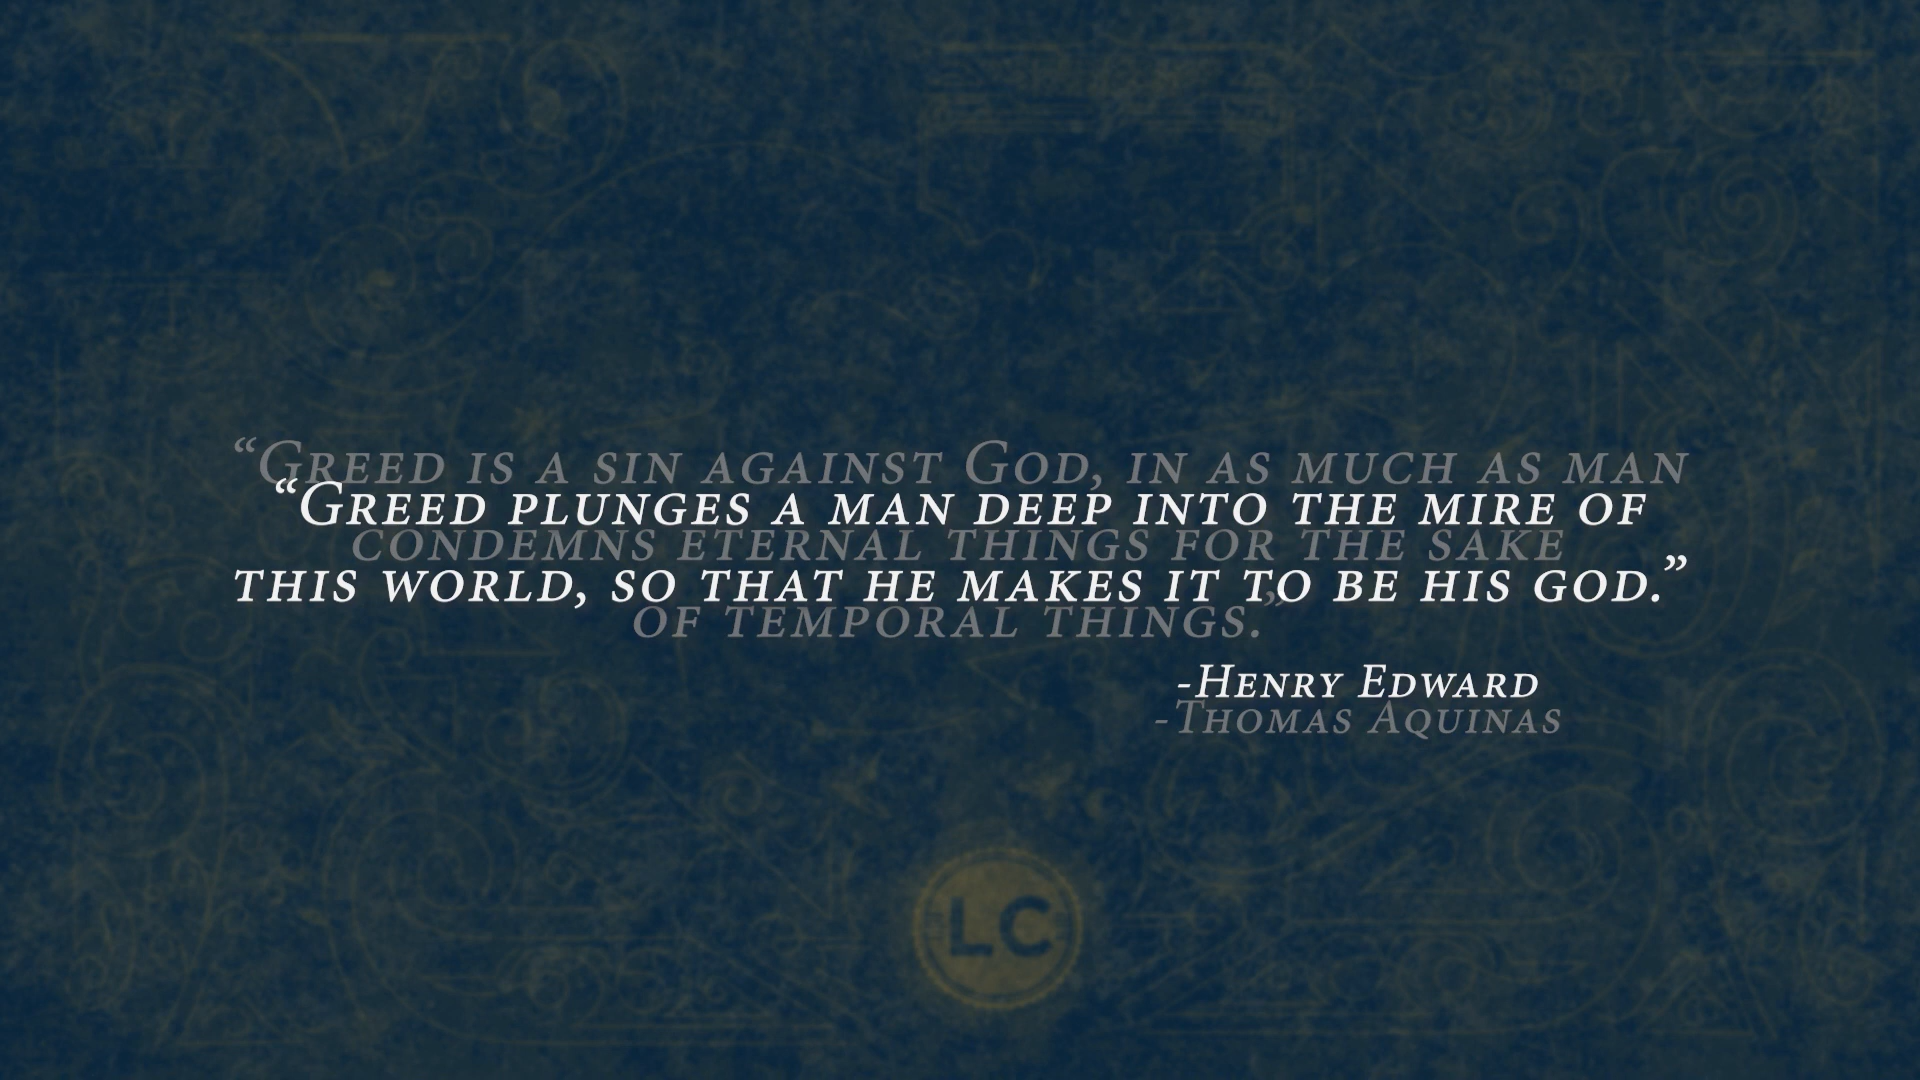 “Greed is a sin against God, in as much as man
“Greed plunges a man deep into the mire of
condemns eternal things for the sake
this world, so that he makes it to be his god.”
of temporal things.”
-Henry Edward
-Thomas Aquinas
LC